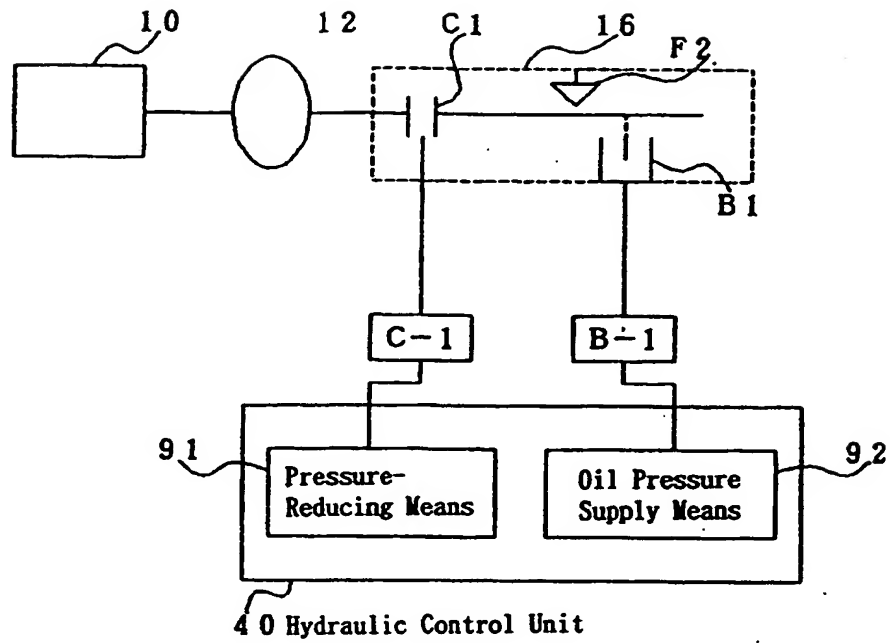 10
12
C1
16
F2
B1
C-1
B-1
91
Pressure-
Reducing Means
Oil Pressure
Supply Means
92
40 Hydraulic Control Unit